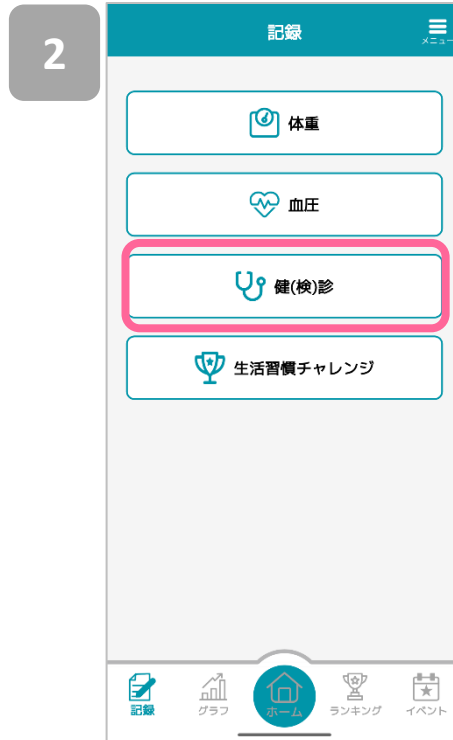 2
記録
メニュー
体重
血圧
健(検)診
生活習慣チャレンジ
記録
グラフ
ホーム
ランキング
イベント